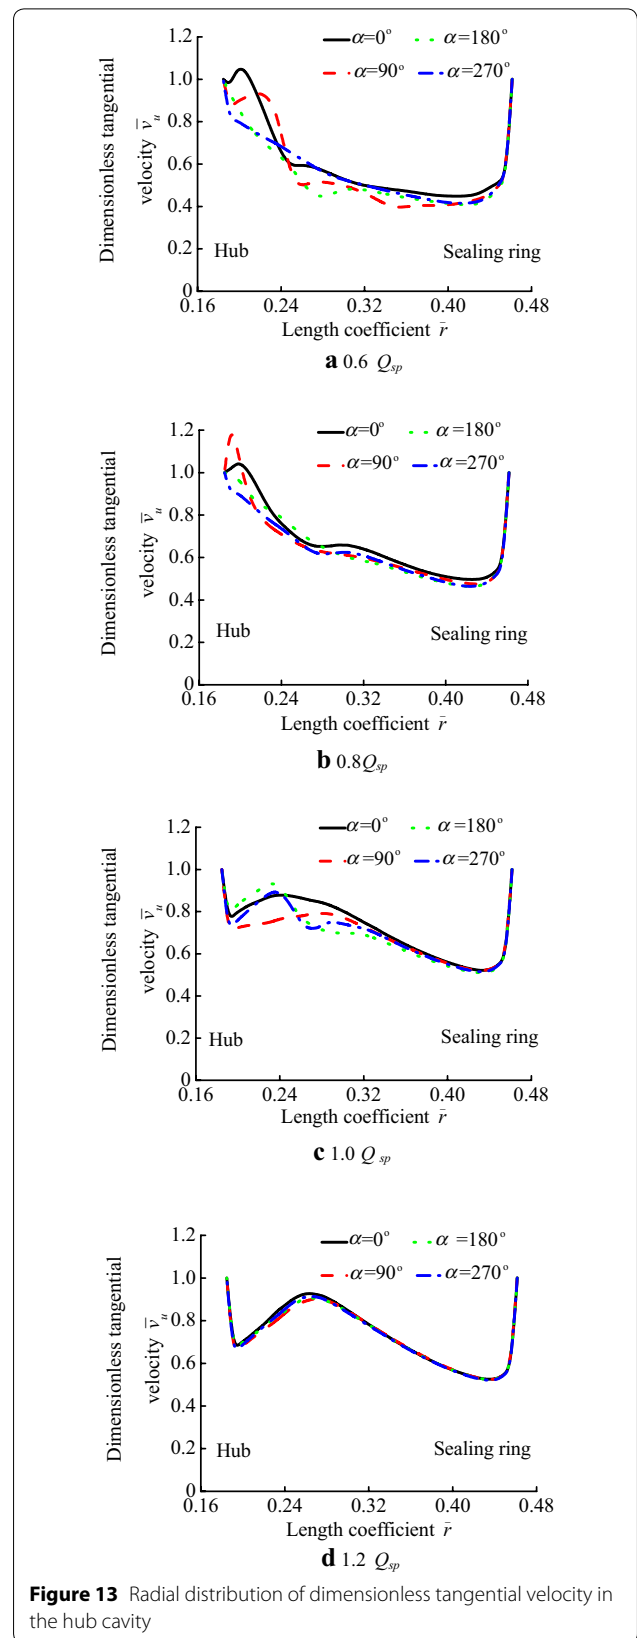 1.2
α=0° α=180°
α=90° α=270°
1.0
0.8
0.6
0.4
0.2
0
Dimensionless tangential
velocity v̅u
Hub Sealing ring
0.16 0.24 0.32 0.40 0.48
Length coefficient r̅
a 0.6 Qsp
1.2
α=0° α=180°
α=90° α=270°
1.0
0.8
0.6
0.4
0.2
0
Dimensionless tangential
velocity v̅u
Hub Sealing ring
0.16 0.24 0.32 0.40 0.48
Length coefficient r̅
b 0.8Qsp
1.2
α=0° α=180°
α=90° α=270°
1.0
0.8
0.6
0.4
0.2
0
Dimensionless tangential
velocity v̅u
Hub Sealing ring
0.16 0.24 0.32 0.40 0.48
Length coefficient r̅
c 1.0 Qsp
1.2
α=0° α =180°
α=90° α=270°
1.0
0.8
0.6
0.4
0.2
0
Dimensionless tangential
velocity v̅u
Hub Sealing ring
0.16 0.24 0.32 0.40 0.48
Length coefficient r̅
d 1.2 Qsp
Figure 13 Radial distribution of dimensionless tangential velocity in
the hub cavity